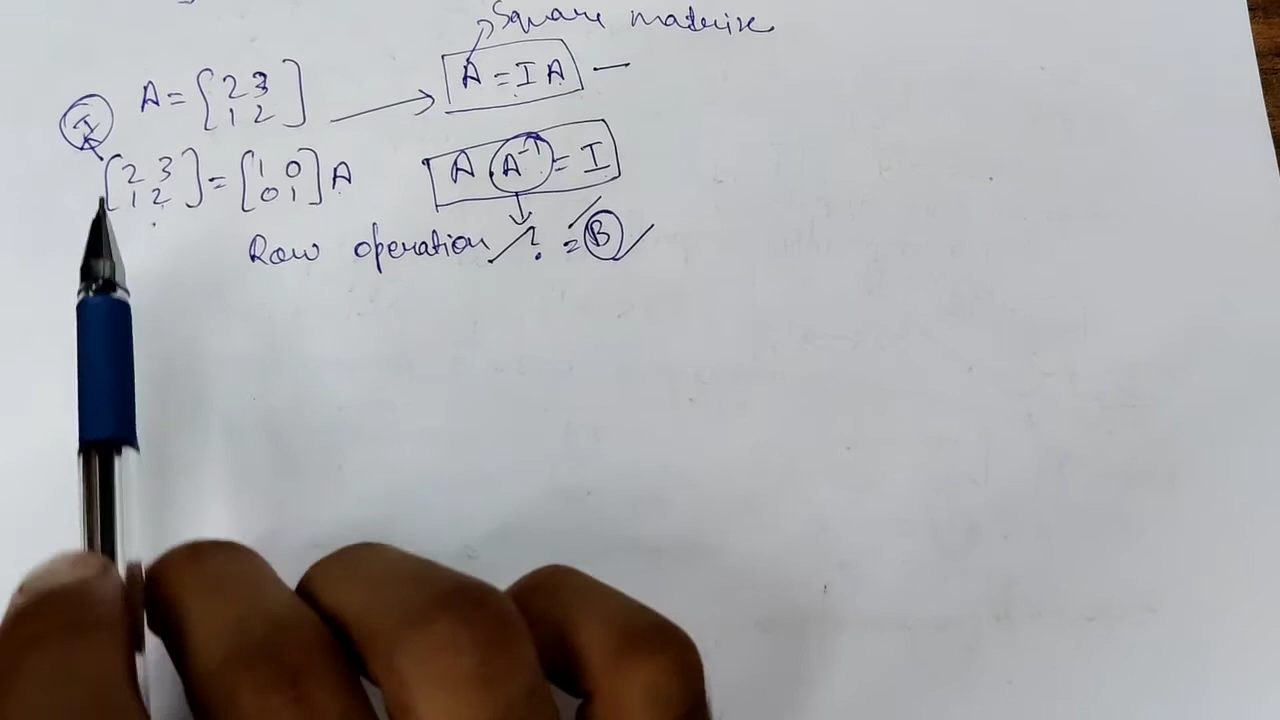 Square matrix
A = [2 3
1 2] → A = I A —
I
[2 3
1 2] = [1 0
0 1] A
A A⁻¹ = I
Row operation ? = B